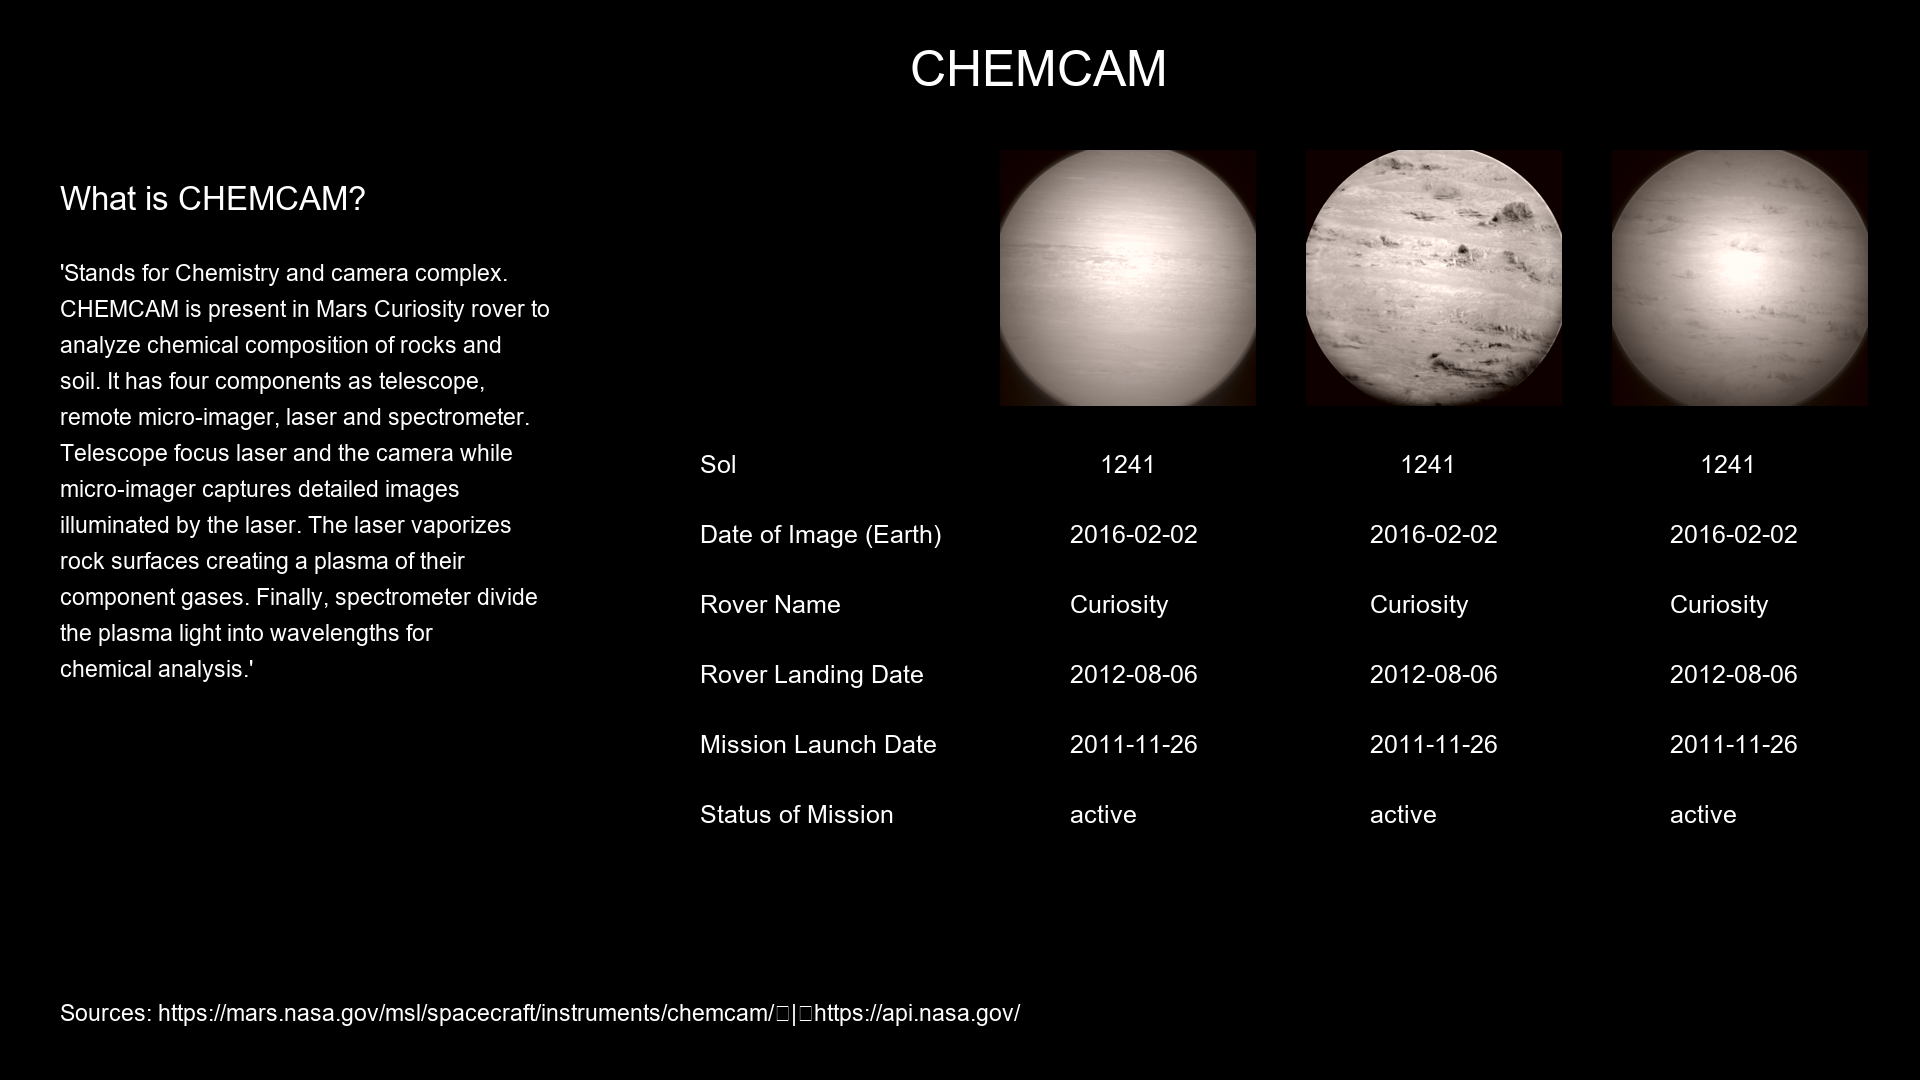 CHEMCAM
What is CHEMCAM?
'Stands for Chemistry and camera complex.
CHEMCAM is present in Mars Curiosity rover to
analyze chemical composition of rocks and
soil. It has four components as telescope,
remote micro-imager, laser and spectrometer.
Telescope focus laser and the camera while
micro-imager captures detailed images
illuminated by the laser. The laser vaporizes
rock surfaces creating a plasma of their
component gases. Finally, spectrometer divide
the plasma light into wavelengths for
chemical analysis.'
Sol 1241 1241 1241
Date of Image (Earth) 2016-02-02 2016-02-02 2016-02-02
Rover Name Curiosity Curiosity Curiosity
Rover Landing Date 2012-08-06 2012-08-06 2012-08-06
Mission Launch Date 2011-11-26 2011-11-26 2011-11-26
Status of Mission active active active
Sources: https://mars.nasa.gov/msl/spacecraft/instruments/chemcam/□|□https://api.nasa.gov/